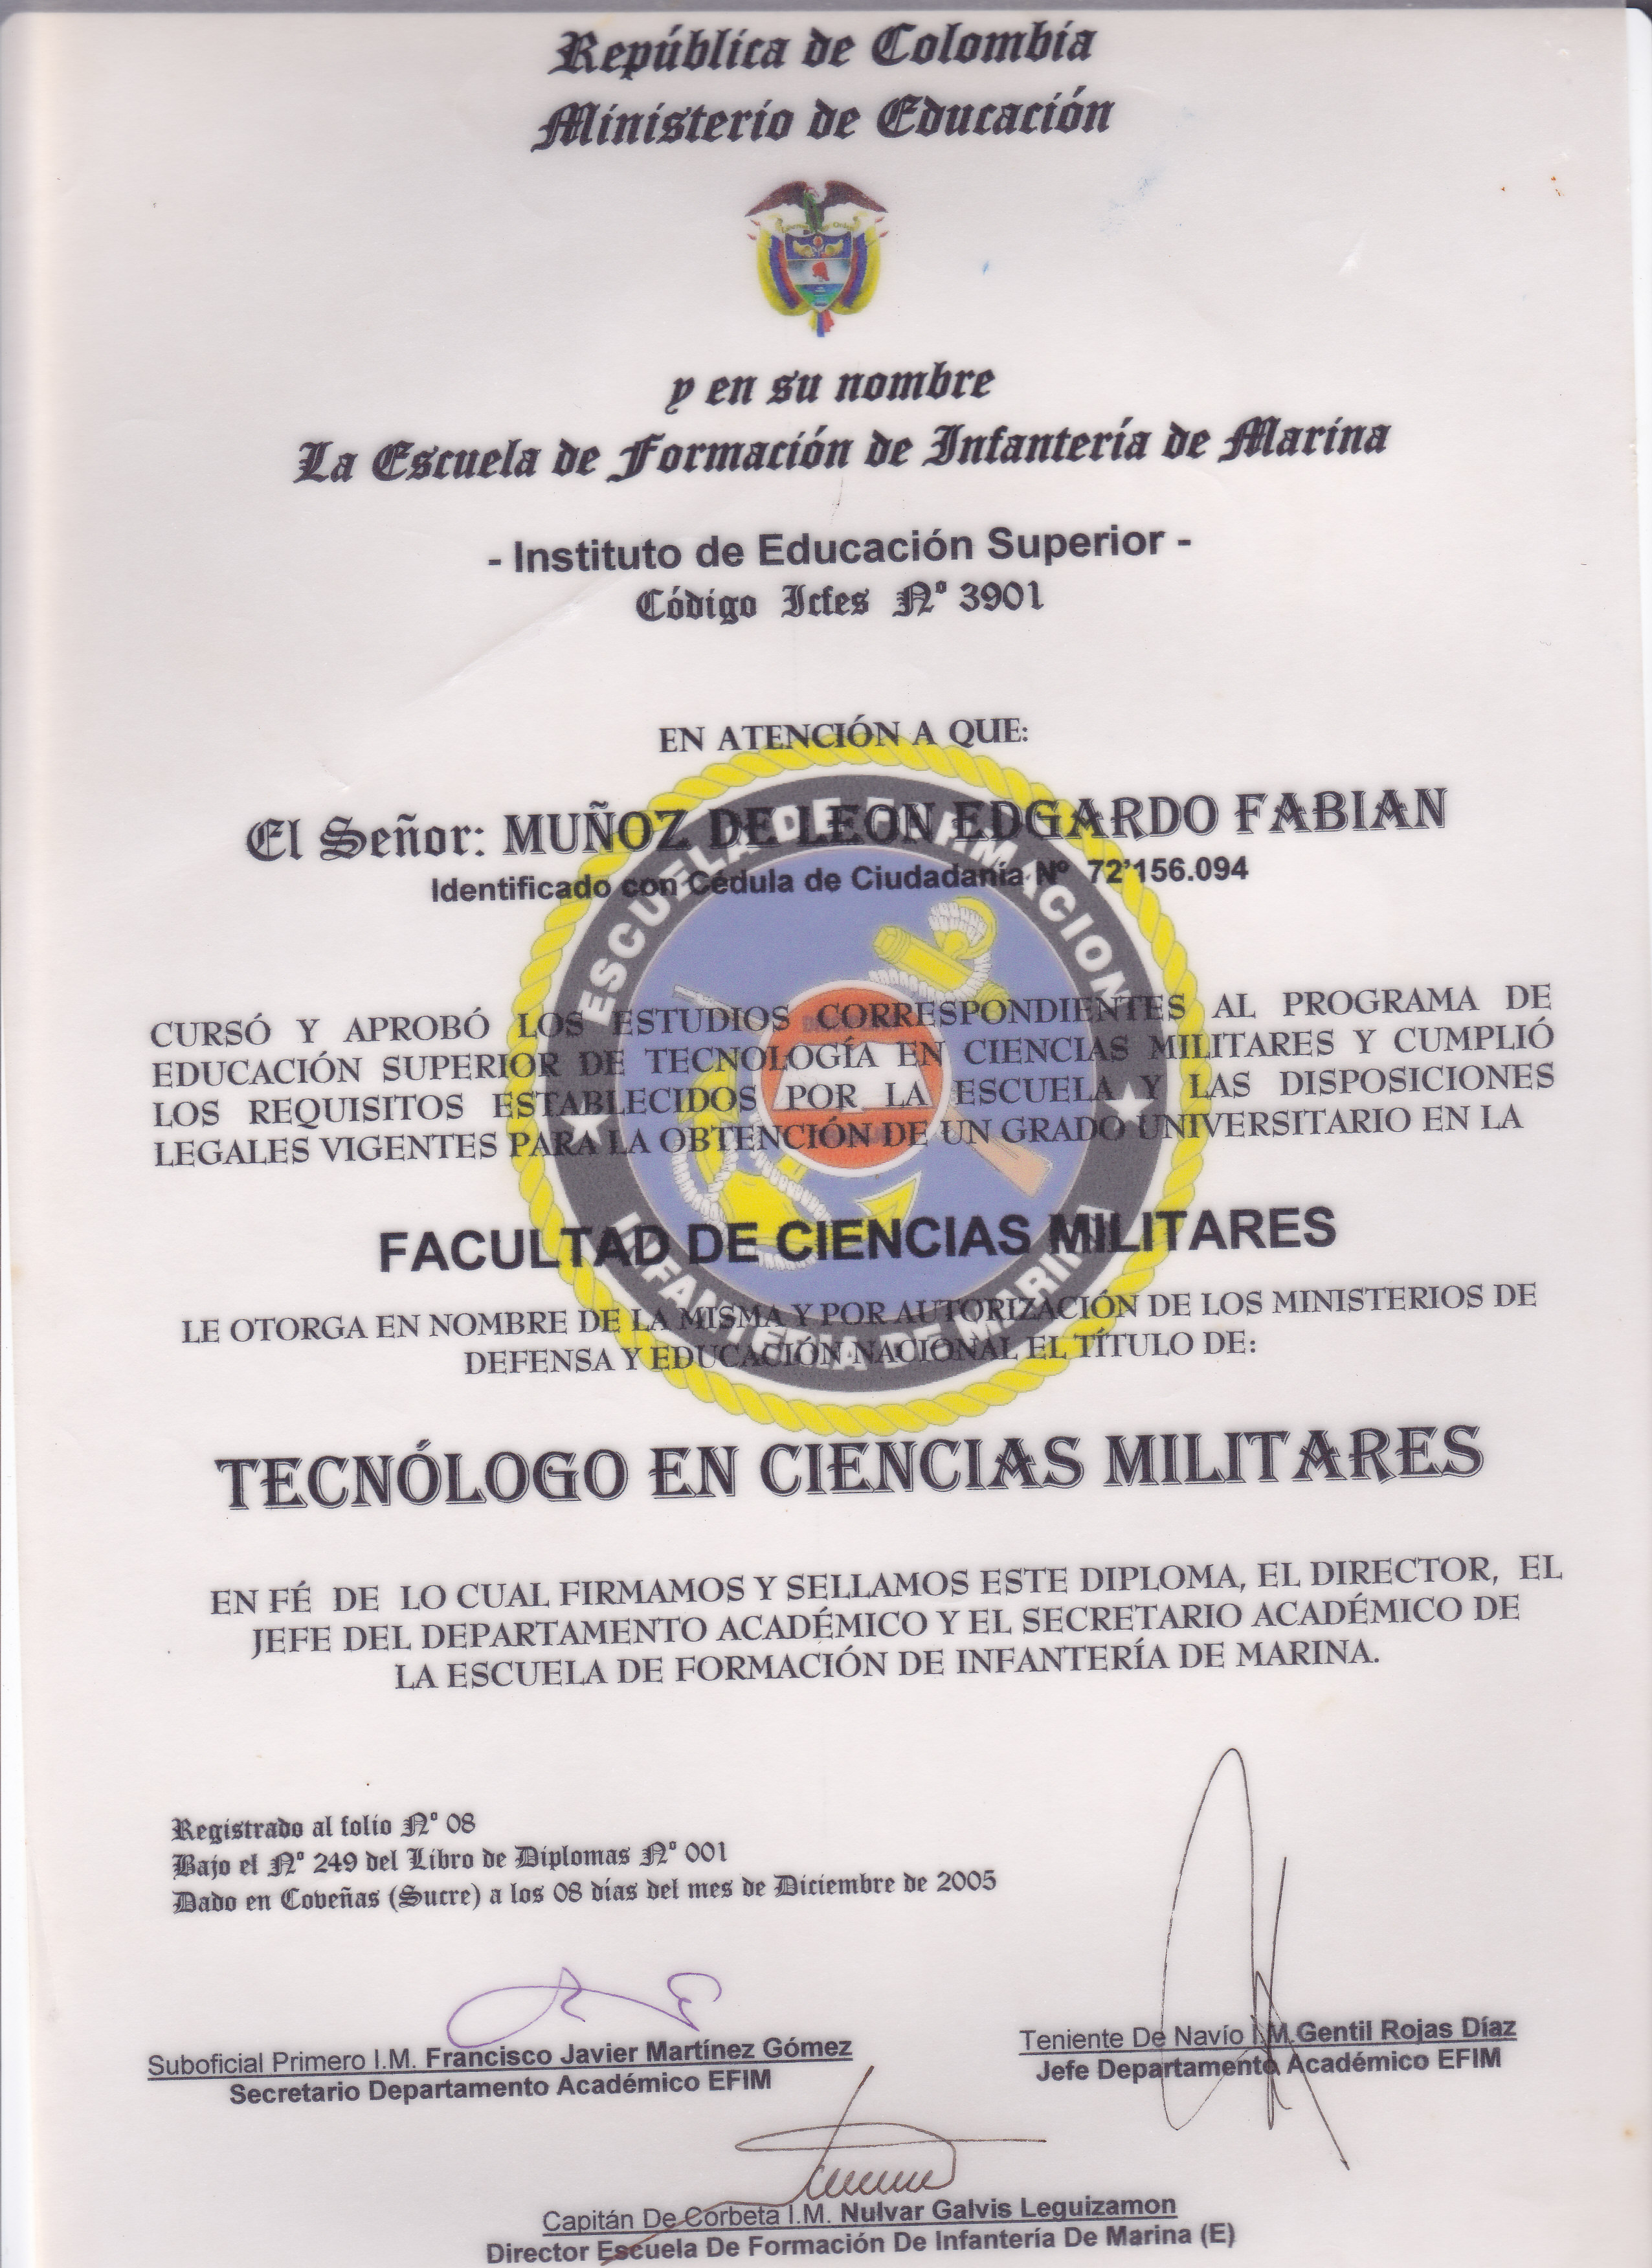 República de Colombia
Ministerio de Educación
y en su nombre
La Escuela de Formación de Infantería de Marina
- Instituto de Educación Superior -
Código Icfes Nº 3901
EN ATENCIÓN A QUE:
El Señor: MUÑOZ DE LEON EDGARDO FABIAN
Identificado con Cédula de Ciudadanía Nº 72'156.094
ESCUELA DE FORMACION
INFANTERIA DE MARINA
CURSÓ Y APROBÓ LOS ESTUDIOS CORRESPONDIENTES AL PROGRAMA DE
EDUCACIÓN SUPERIOR DE TECNOLOGÍA EN CIENCIAS MILITARES Y CUMPLIÓ
LOS REQUISITOS ESTABLECIDOS POR LA ESCUELA Y LAS DISPOSICIONES
LEGALES VIGENTES PARA LA OBTENCIÓN DE UN GRADO UNIVERSITARIO EN LA
FACULTAD DE CIENCIAS MILITARES
LE OTORGA EN NOMBRE DE LA MISMA Y POR AUTORIZACIÓN DE LOS MINISTERIOS DE
DEFENSA Y EDUCACIÓN NACIONAL EL TÍTULO DE:
TECNÓLOGO EN CIENCIAS MILITARES
EN FÉ DE LO CUAL FIRMAMOS Y SELLAMOS ESTE DIPLOMA, EL DIRECTOR, EL
JEFE DEL DEPARTAMENTO ACADÉMICO Y EL SECRETARIO ACADÉMICO DE
LA ESCUELA DE FORMACIÓN DE INFANTERÍA DE MARINA.
Registrado al folio Nº 08
Bajo el Nº 249 del Libro de Diplomas Nº 001
Dado en Coveñas (Sucre) a los 08 días del mes de Diciembre de 2005
Suboficial Primero I.M. Francisco Javier Martínez Gómez
Secretario Departamento Académico EFIM
Teniente De Navío I.M. Gentil Rojas Díaz
Jefe Departamento Académico EFIM
Capitán De Corbeta I.M. Nulvar Galvis Leguizamon
Director Escuela De Formación De Infantería De Marina (E)